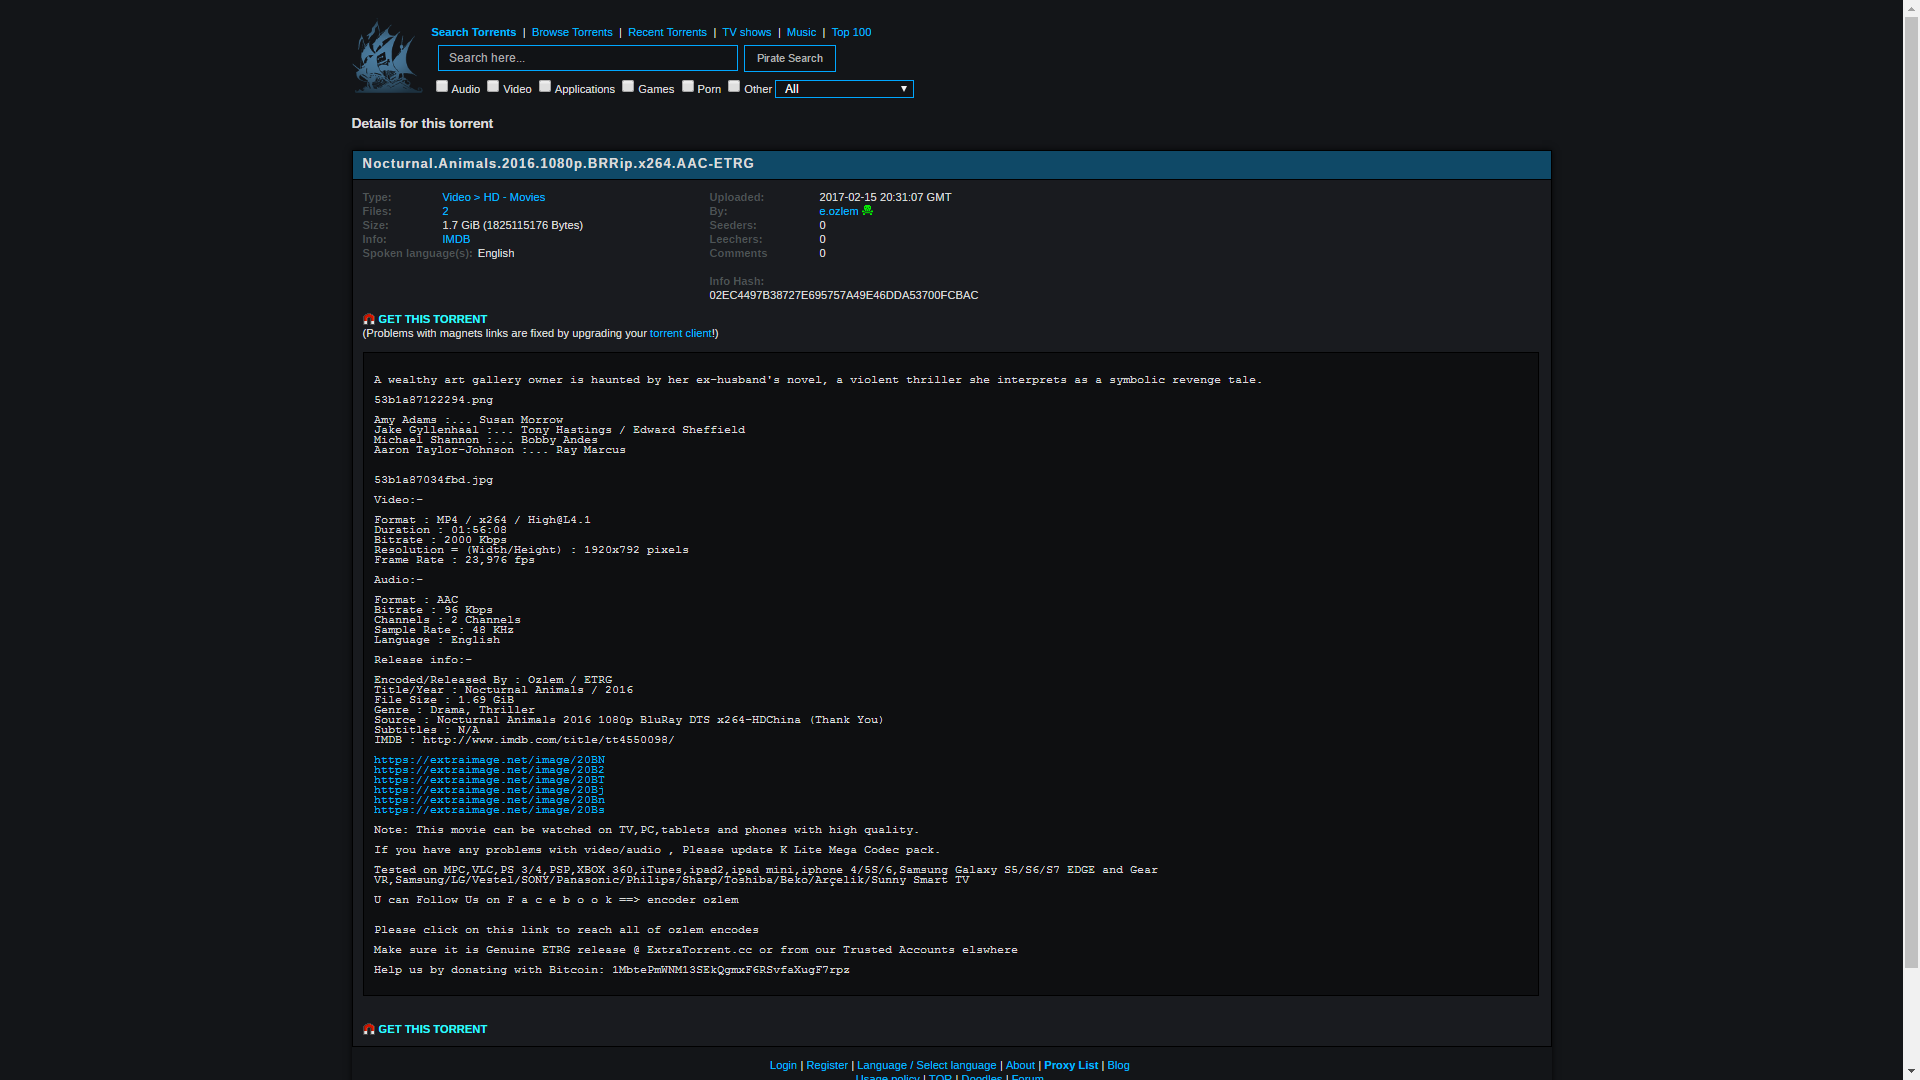 Search Torrents | Browse Torrents | Recent Torrents | TV shows | Music | Top 100
Search here...
Pirate Search
Audio Video Applications Games Porn Other All
Details for this torrent
Nocturnal.Animals.2016.1080p.BRRip.x264.AAC-ETRG
Type: Video > HD - Movies
Files: 2
Size: 1.7 GiB (1825115176 Bytes)
Info: IMDB
Spoken language(s): English
Uploaded: 2017-02-15 20:31:07 GMT
By: e.ozlem
Seeders: 0
Leechers: 0
Comments 0
Info Hash:
02EC4497B38727E695757A49E46DDA53700FCBAC
GET THIS TORRENT
(Problems with magnets links are fixed by upgrading your torrent client!)
A wealthy art gallery owner is haunted by her ex-husband's novel, a violent thriller she interprets as a symbolic revenge tale.
53b1a87122294.png
Amy Adams :... Susan Morrow
Jake Gyllenhaal :... Tony Hastings / Edward Sheffield
Michael Shannon :... Bobby Andes
Aaron Taylor-Johnson :... Ray Marcus
53b1a87034fbd.jpg
Video:-
Format : MP4 / x264 / High@L4.1
Duration : 01:56:08
Bitrate : 2000 Kbps
Resolution = (Width/Height) : 1920x792 pixels
Frame Rate : 23,976 fps
Audio:-
Format : AAC
Bitrate : 96 Kbps
Channels : 2 Channels
Sample Rate : 48 KHz
Language : English
Release info:-
Encoded/Released By : Ozlem / ETRG
Title/Year : Nocturnal Animals / 2016
File Size : 1.69 GiB
Genre : Drama, Thriller
Source : Nocturnal Animals 2016 1080p BluRay DTS x264-HDChina (Thank You)
Subtitles : N/A
IMDB : http://www.imdb.com/title/tt4550098/
https://extraimage.net/image/20BN
https://extraimage.net/image/20B2
https://extraimage.net/image/20BT
https://extraimage.net/image/20Bj
https://extraimage.net/image/20Bn
https://extraimage.net/image/20Bs
Note: This movie can be watched on TV,PC,tablets and phones with high quality.
If you have any problems with video/audio , Please update K Lite Mega Codec pack.
Tested on MPC,VLC,PS 3/4,PSP,XBOX 360,iTunes,ipad2,ipad mini,iphone 4/5S/6,Samsung Galaxy S5/S6/S7 EDGE and Gear
VR,Samsung/LG/Vestel/SONY/Panasonic/Philips/Sharp/Toshiba/Beko/Arçelik/Sunny Smart TV
U can Follow Us on F a c e b o o k ==> encoder ozlem
Please click on this link to reach all of ozlem encodes
Make sure it is Genuine ETRG release @ ExtraTorrent.cc or from our Trusted Accounts elswhere
Help us by donating with Bitcoin: 1MbtePmWNM13SEkQgmxF6RSvfaXugF7rpz
GET THIS TORRENT
Login | Register | Language / Select language | About | Proxy List | Blog
Usage policy | TOR | Doodles | Forum